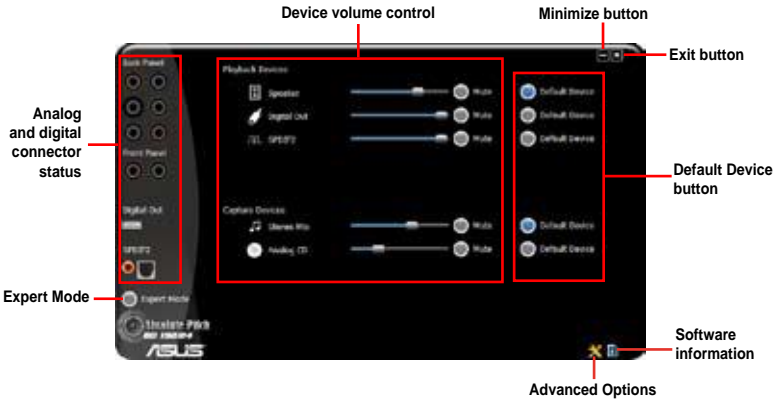 Device volume control
Minimize button
Exit button
Analog
and digital
connector
status
Back Panel
Front Panel
Digital Out
SPDIF2
Playback Devices:
Speaker
Mute
Default Device
Digital Out
Mute
Default Device
SPDIF2
Mute
Default Device
Capture Devices:
Stereo Mix
Mute
Default Device
Analog CD
Mute
Default Device
Default Device
button
Expert Mode
Expert Mode
Absolute Pitch
ASUS
Software
information
Advanced Options